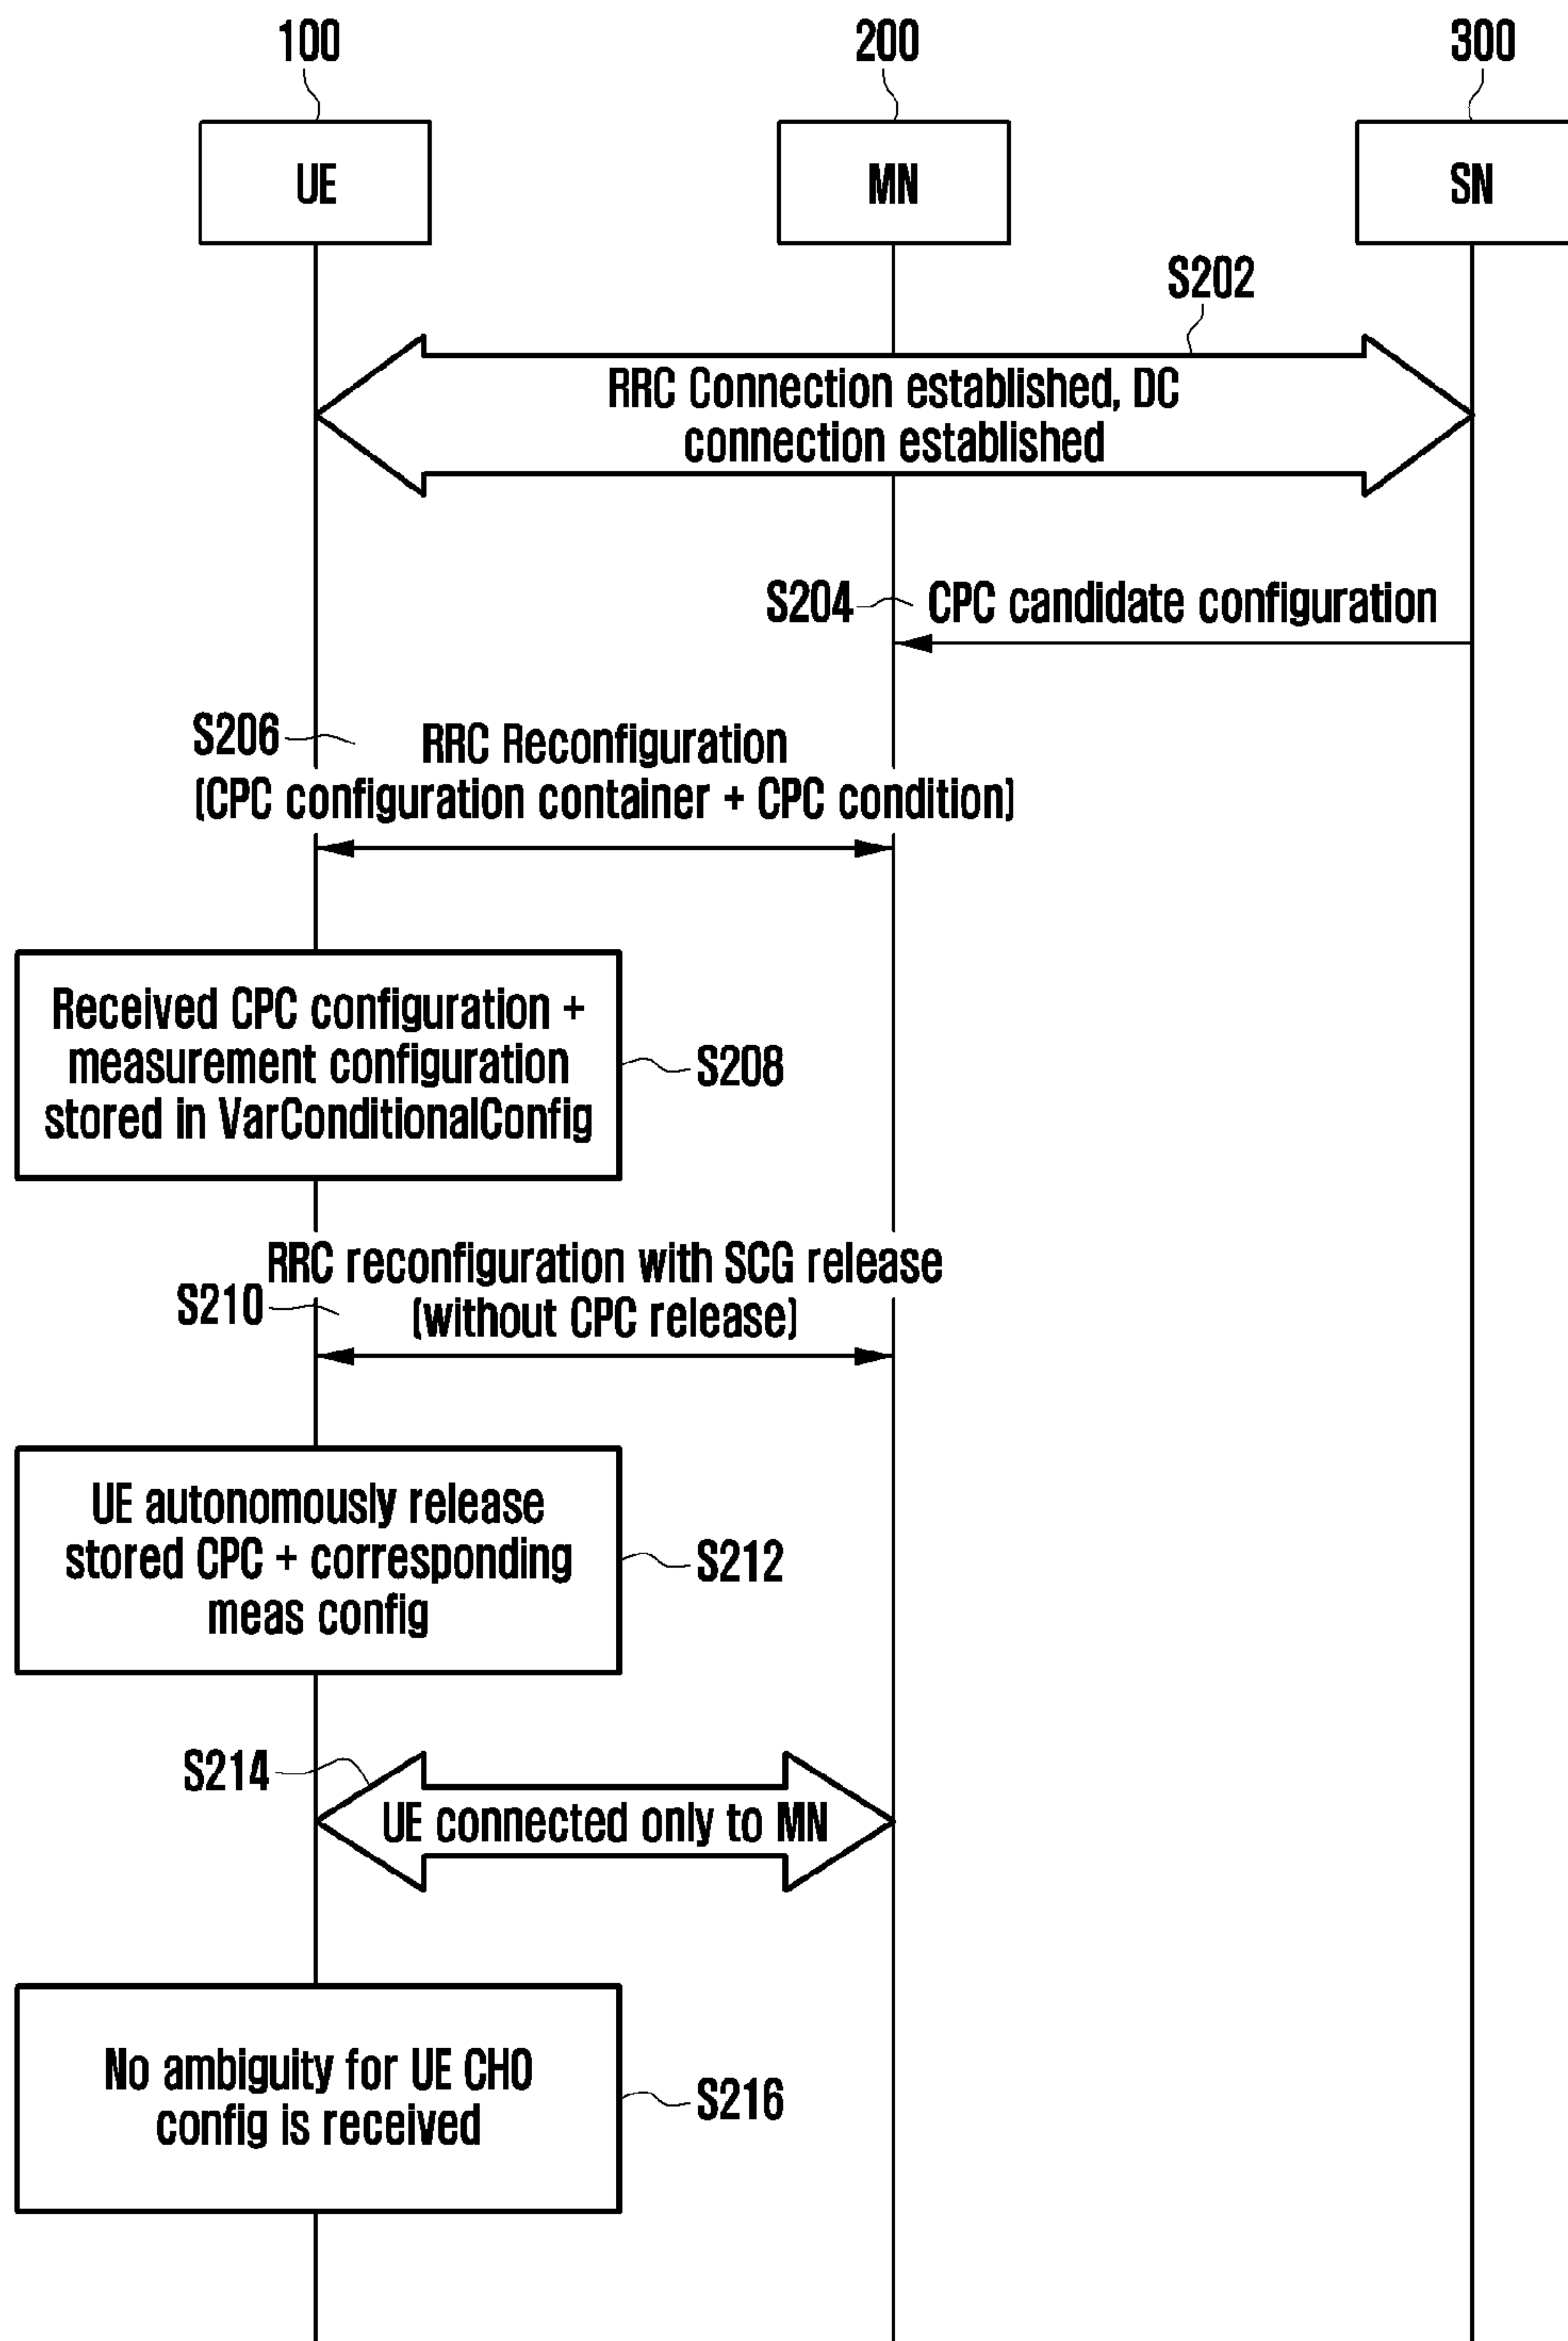 100
200
300
UE
MN
SN
S202
RRC Connection established, DC
connection established
S204
CPC candidate configuration
S206
RRC Reconfiguration
(CPC configuration container + CPC condition)
Received CPC configuration +
measurement configuration
stored in VarConditionalConfig
S208
RRC reconfiguration with SCG release
S210
(without CPC release)
UE autonomously release
stored CPC + corresponding
meas config
S212
S214
UE connected only to MN
No ambiguity for UE CHO
config is received
S216